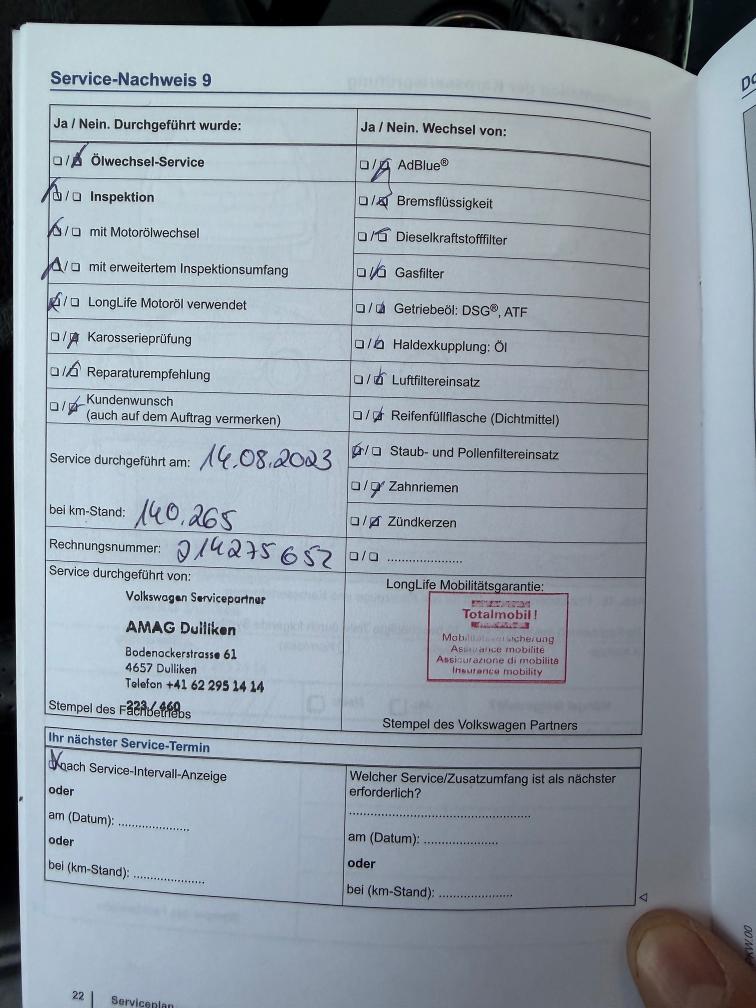 Service-Nachweis 9
Ja / Nein. Durchgeführt wurde:
☐/☒ Ölwechsel-Service
☒/☐ Inspektion
☒/☐ mit Motorölwechsel
☒/☐ mit erweitertem Inspektionsumfang
☒/☐ LongLife Motoröl verwendet
☐/☒ Karosserieprüfung
☐/☒ Reparaturempfehlung
☐/☒ Kundenwunsch
(auch auf dem Auftrag vermerken)
Service durchgeführt am: 14.08.2023
bei km-Stand: 140.265
Rechnungsnummer: 214275652
Service durchgeführt von:
Volkswagen Servicepartner
AMAG Dulliken
Bodenackerstrasse 61
4657 Dulliken
Telefon +41 62 295 14 14
223 / 460
Stempel des Fachbetriebs
Ja / Nein. Wechsel von:
☐/☒ AdBlue®
☐/☒ Bremsflüssigkeit
☐/☒ Dieselkraftstofffilter
☐/☒ Gasfilter
☐/☒ Getriebeöl: DSG®, ATF
☐/☒ Haldexkupplung: Öl
☐/☒ Luftfiltereinsatz
☐/☒ Reifenfüllflasche (Dichtmittel)
☒/☐ Staub- und Pollenfiltereinsatz
☐/☒ Zahnriemen
☐/☒ Zündkerzen
☐/☐ .....................
LongLife Mobilitätsgarantie:
Totalmobil!
Mobilitätsversicherung
Assurance mobilité
Assicurazione di mobilità
Insurance mobility
Stempel des Volkswagen Partners
Ihr nächster Service-Termin
☒ nach Service-Intervall-Anzeige
oder
am (Datum): ....................
oder
bei (km-Stand): ....................
Welcher Service/Zusatzumfang ist als nächster
erforderlich?
..................................................
am (Datum): .....................
oder
bei (km-Stand): .....................
22 | Serviceplan